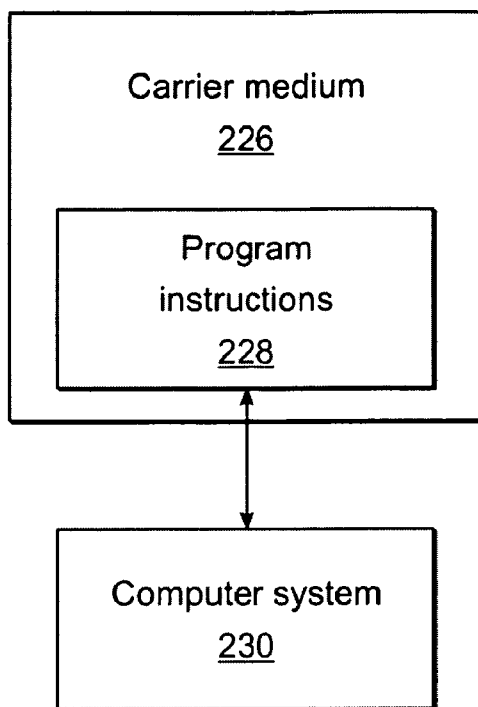 Carrier medium
226
Program
instructions
228
Computer system
230